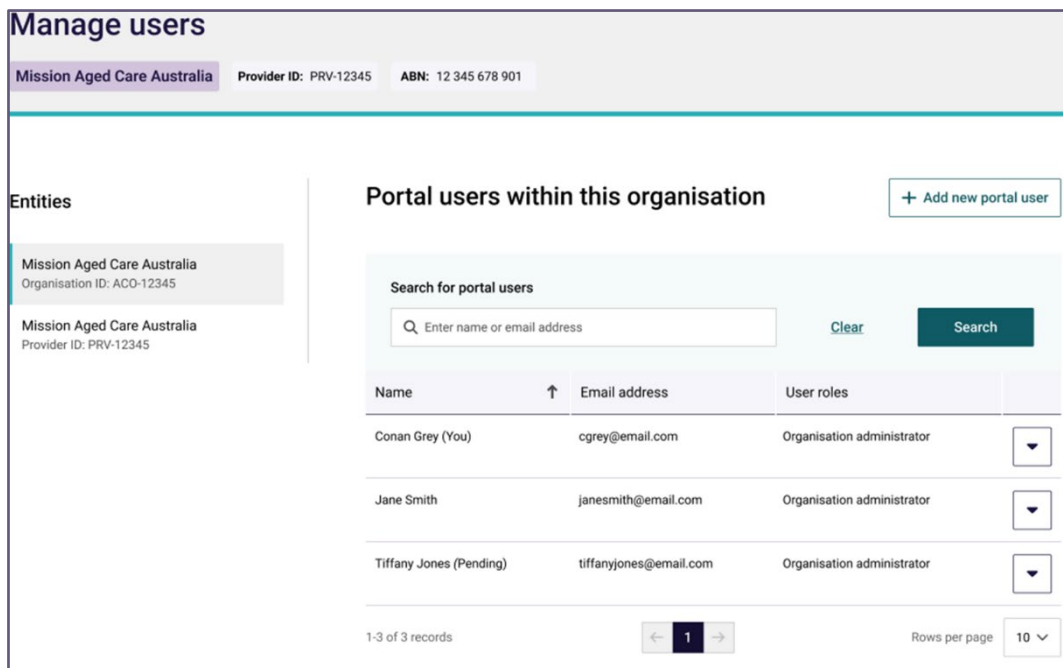 Manage users
Mission Aged Care Australia Provider ID: PRV-12345 ABN: 12 345 678 901
Entities
Mission Aged Care Australia
Organisation ID: ACO-12345
Mission Aged Care Australia
Provider ID: PRV-12345
Portal users within this organisation
+ Add new portal user
Search for portal users
Enter name or email address Clear Search
Name ↑ Email address User roles
Conan Grey (You) cgrey@email.com Organisation administrator
Jane Smith janesmith@email.com Organisation administrator
Tiffany Jones (Pending) tiffanyjones@email.com Organisation administrator
1-3 of 3 records ← 1 → Rows per page 10